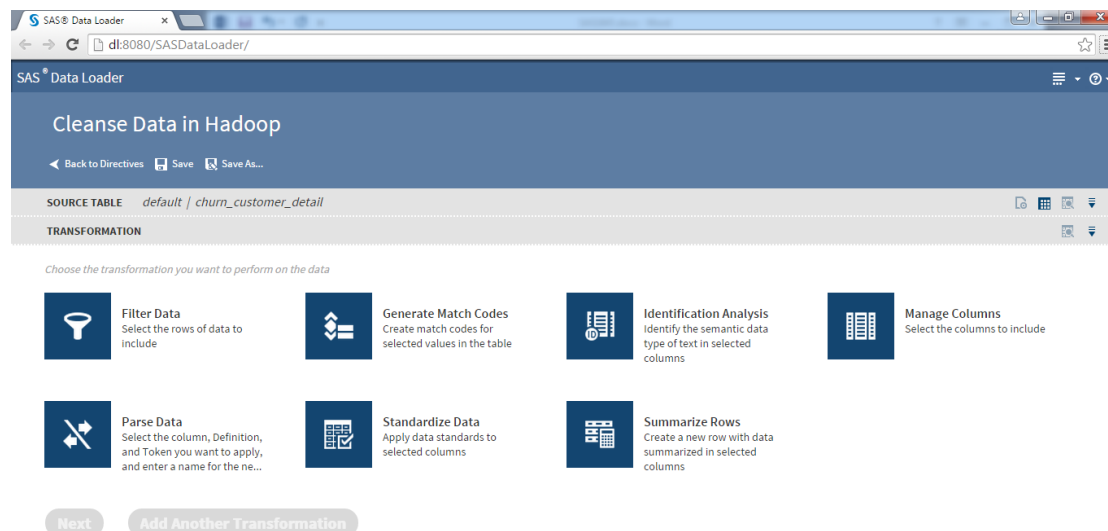 SAS® Data Loader
dl:8080/SASDataLoader/
SAS® Data Loader
Cleanse Data in Hadoop
Back to Directives Save Save As...
SOURCE TABLE default | churn_customer_detail
TRANSFORMATION
Choose the transformation you want to perform on the data
Filter Data
Select the rows of data to
include
Generate Match Codes
Create match codes for
selected values in the table
Identification Analysis
Identify the semantic data
type of text in selected
columns
Manage Columns
Select the columns to include
Parse Data
Select the column, Definition,
and Token you want to apply,
and enter a name for the ne...
Standardize Data
Apply data standards to
selected columns
Summarize Rows
Create a new row with data
summarized in selected
columns
Next Add Another Transformation